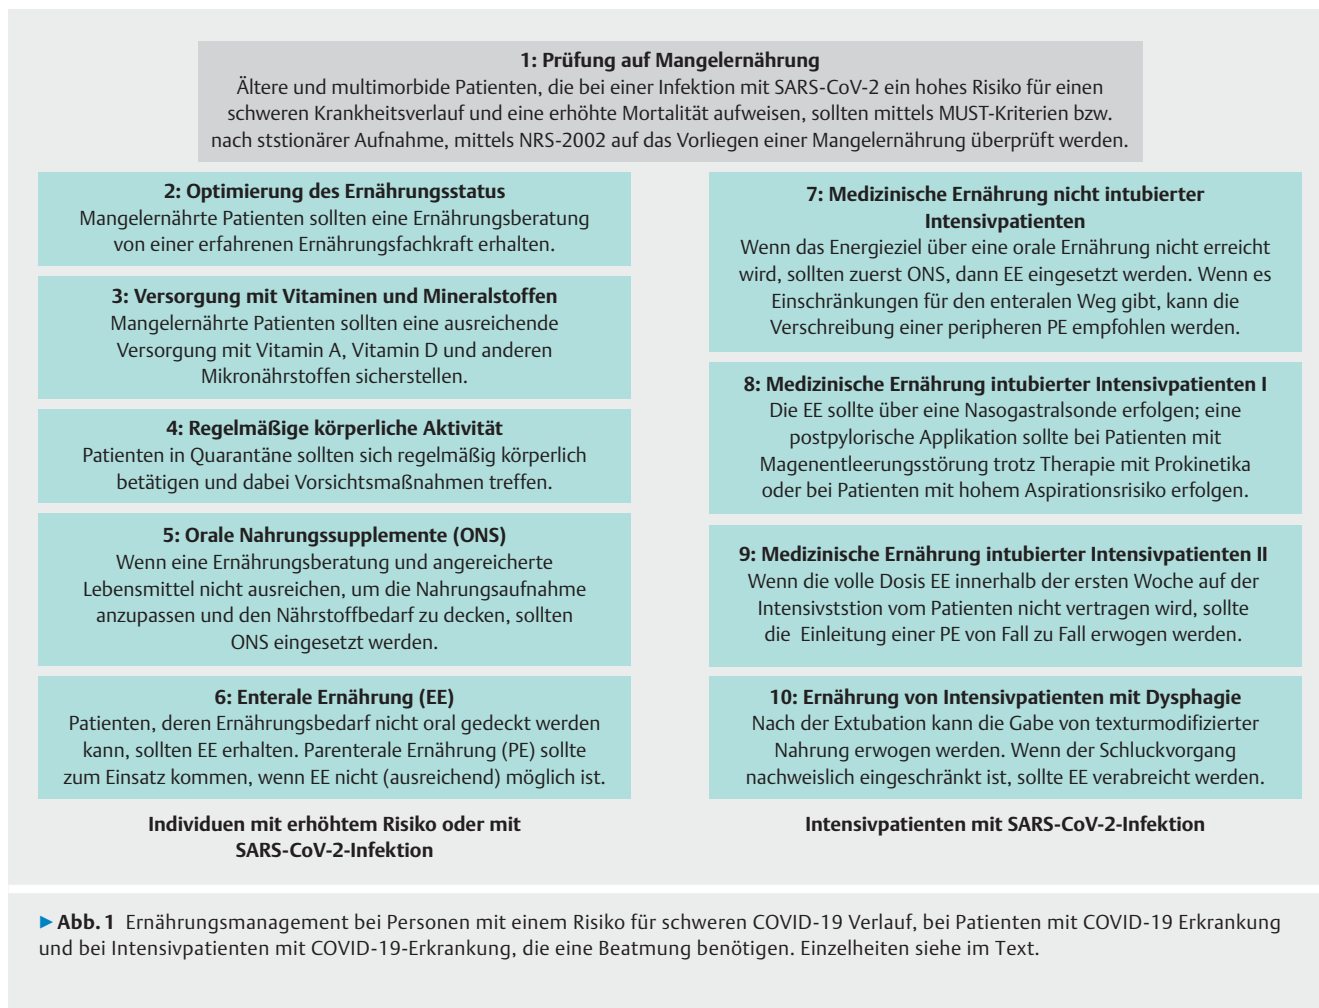 1: Prüfung auf Mangelernährung
Ältere und multimorbide Patienten, die bei einer Infektion mit SARS-CoV-2 ein hohes Risiko für einen
schweren Krankheitsverlauf und eine erhöhte Mortalität aufweisen, sollten mittels MUST-Kriterien bzw.
nach ststionärer Aufnahme, mittels NRS-2002 auf das Vorliegen einer Mangelernährung überprüft werden.
2: Optimierung des Ernährungsstatus
Mangelernährte Patienten sollten eine Ernährungsberatung
von einer erfahrenen Ernährungsfachkraft erhalten.
3: Versorgung mit Vitaminen und Mineralstoffen
Mangelernährte Patienten sollten eine ausreichende
Versorgung mit Vitamin A, Vitamin D und anderen
Mikronährstoffen sicherstellen.
4: Regelmäßige körperliche Aktivität
Patienten in Quarantäne sollten sich regelmäßig körperlich
betätigen und dabei Vorsichtsmaßnahmen treffen.
5: Orale Nahrungssupplemente (ONS)
Wenn eine Ernährungsberatung und angereicherte
Lebensmittel nicht ausreichen, um die Nahrungsaufnahme
anzupassen und den Nährstoffbedarf zu decken, sollten
ONS eingesetzt werden.
6: Enterale Ernährung (EE)
Patienten, deren Ernährungsbedarf nicht oral gedeckt werden
kann, sollten EE erhalten. Parenterale Ernährung (PE) sollte
zum Einsatz kommen, wenn EE nicht (ausreichend) möglich ist.
Individuen mit erhöhtem Risiko oder mit
SARS-CoV-2-Infektion
7: Medizinische Ernährung nicht intubierter
Intensivpatienten
Wenn das Energieziel über eine orale Ernährung nicht erreicht
wird, sollten zuerst ONS, dann EE eingesetzt werden. Wenn es
Einschränkungen für den enteralen Weg gibt, kann die
Verschreibung einer peripheren PE empfohlen werden.
8: Medizinische Ernährung intubierter Intensivpatienten I
Die EE sollte über eine Nasogastralsonde erfolgen; eine
postpylorische Applikation sollte bei Patienten mit
Magenentleerungsstörung trotz Therapie mit Prokinetika
oder bei Patienten mit hohem Aspirationsrisiko erfolgen.
9: Medizinische Ernährung intubierter Intensivpatienten II
Wenn die volle Dosis EE innerhalb der ersten Woche auf der
Intensivststion vom Patienten nicht vertragen wird, sollte
die Einleitung einer PE von Fall zu Fall erwogen werden.
10: Ernährung von Intensivpatienten mit Dysphagie
Nach der Extubation kann die Gabe von texturmodifizierter
Nahrung erwogen werden. Wenn der Schluckvorgang
nachweislich eingeschränkt ist, sollte EE verabreicht werden.
Intensivpatienten mit SARS-CoV-2-Infektion
▶ Abb. 1 Ernährungsmanagement bei Personen mit einem Risiko für schweren COVID-19 Verlauf, bei Patienten mit COVID-19 Erkrankung
und bei Intensivpatienten mit COVID-19-Erkrankung, die eine Beatmung benötigen. Einzelheiten siehe im Text.